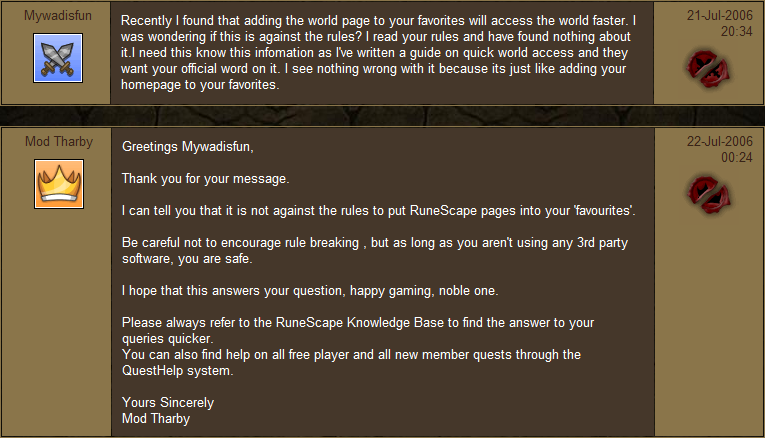 Mywadisfun
Recently I found that adding the world page to your favorites will access the world faster. I
was wondering if this is against the rules? I read your rules and have found nothing about
it.I need this know this infomation as I've written a guide on quick world access and they
want your official word on it. I see nothing wrong with it because its just like adding your
homepage to your favorites.
21-Jul-2006
20:34
Mod Tharby
Greetings Mywadisfun,
Thank you for your message.
I can tell you that it is not against the rules to put RuneScape pages into your 'favourites'.
Be careful not to encourage rule breaking , but as long as you aren't using any 3rd party
software, you are safe.
I hope that this answers your question, happy gaming, noble one.
Please always refer to the RuneScape Knowledge Base to find the answer to your
queries quicker.
You can also find help on all free player and all new member quests through the
QuestHelp system.
Yours Sincerely
Mod Tharby
22-Jul-2006
00:24